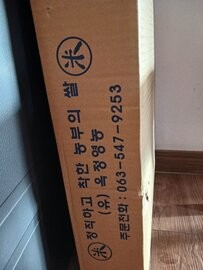 米 정직하고 착한 농부의 쌀 米
(유) 옥정영농
주문전화 : 063-547-9253